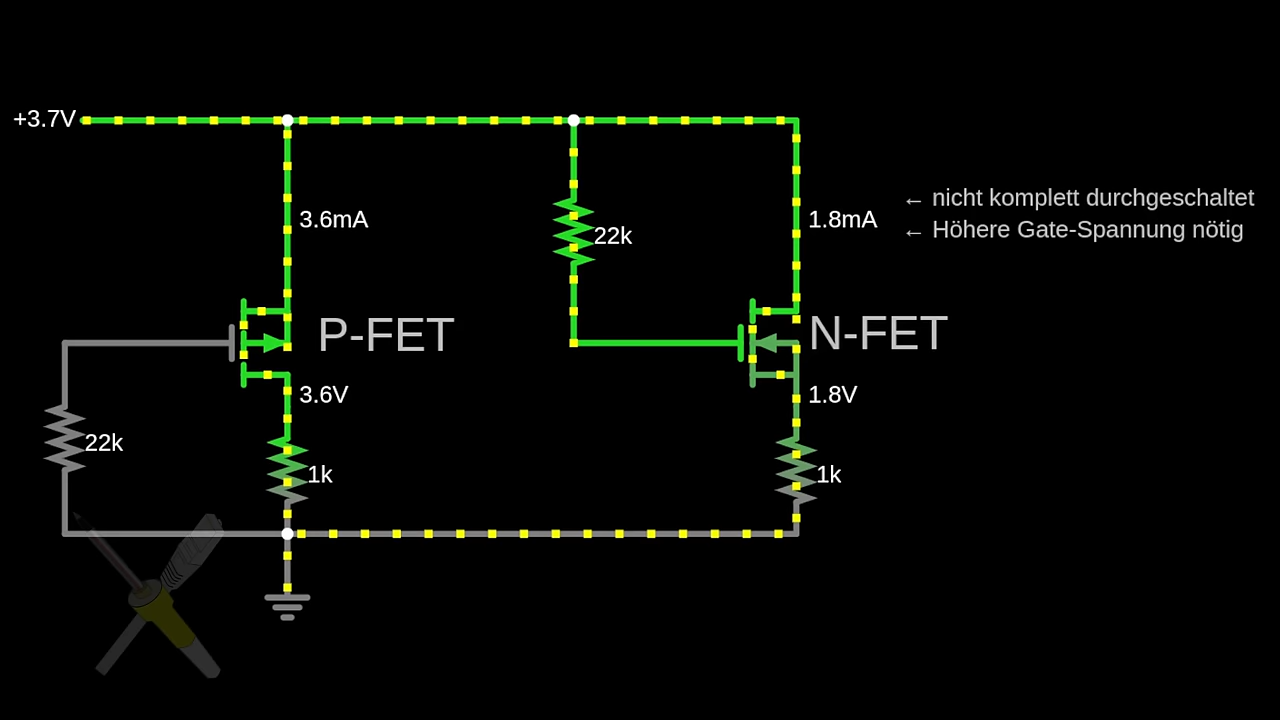 +3.7V
3.6mA
22k
1.8mA
← nicht komplett durchgeschaltet
← Höhere Gate-Spannung nötig
P-FET
N-FET
3.6V
1.8V
22k
1k
1k